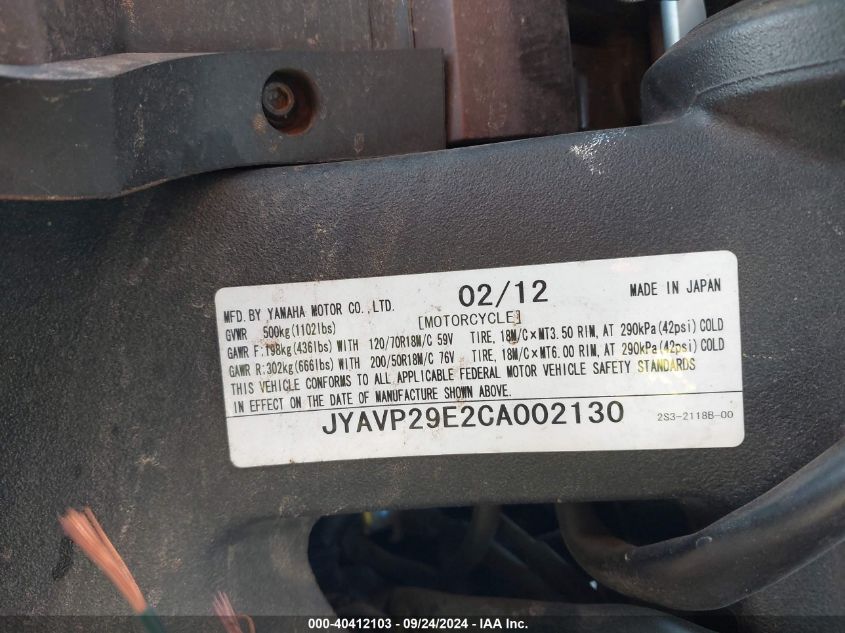 MFD. BY YAMAHA MOTOR CO., LTD. 02/12 MADE IN JAPAN
GVWR 500kg(1102lbs) [MOTORCYCLE]
GAWR F:198kg(436lbs) WITH 120/70R18M/C 59V TIRE, 18M/C×MT3.50 RIM, AT 290kPa(42psi) COLD
GAWR R:302kg(666lbs) WITH 200/50R18M/C 76V TIRE, 18M/C×MT6.00 RIM, AT 290kPa(42psi) COLD
THIS VEHICLE CONFORMS TO ALL APPLICABLE FEDERAL MOTOR VEHICLE SAFETY STANDARDS
IN EFFECT ON THE DATE OF MANUFACTURE SHOWN ABOVE.
JYAVP29E2CA002130 2S3-2118B-00
000-40412103 - 09/24/2024 - IAA Inc.